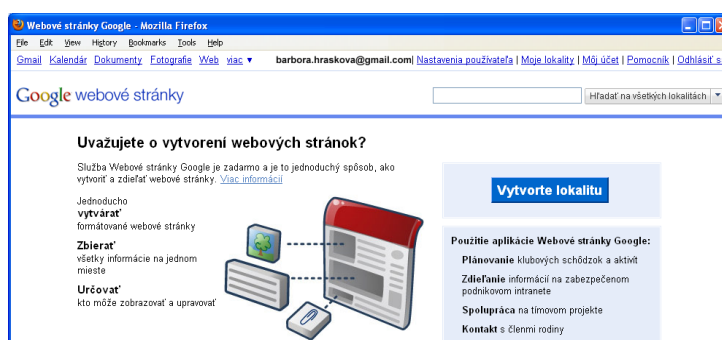 Webové stránky Google - Mozilla Firefox
File Edit View History Bookmarks Tools Help
Gmail Kalendár Dokumenty Fotografie Web viac ▼ barbora.hraskova@gmail.com| Nastavenia používateľa | Moje lokality | Môj účet | Pomocník | Odhlásiť s
Google webové stránky Hľadať na všetkých lokalitách
Uvažujete o vytvorení webových stránok?
Služba Webové stránky Google je zadarmo a je to jednoduchý spôsob, ako
vytvoriť a zdieľať webové stránky. Viac informácií
Jednoducho
vytvárať
formátované webové stránky
Zbierať
všetky informácie na jednom
mieste
Určovať
kto môže zobrazovať a upravovať
Vytvorte lokalitu
Použitie aplikácie Webové stránky Google:
Plánovanie klubových schôdzok a aktivít
Zdieľanie informácií na zabezpečenom
podnikovom intranete
Spolupráca na tímovom projekte
Kontakt s členmi rodiny